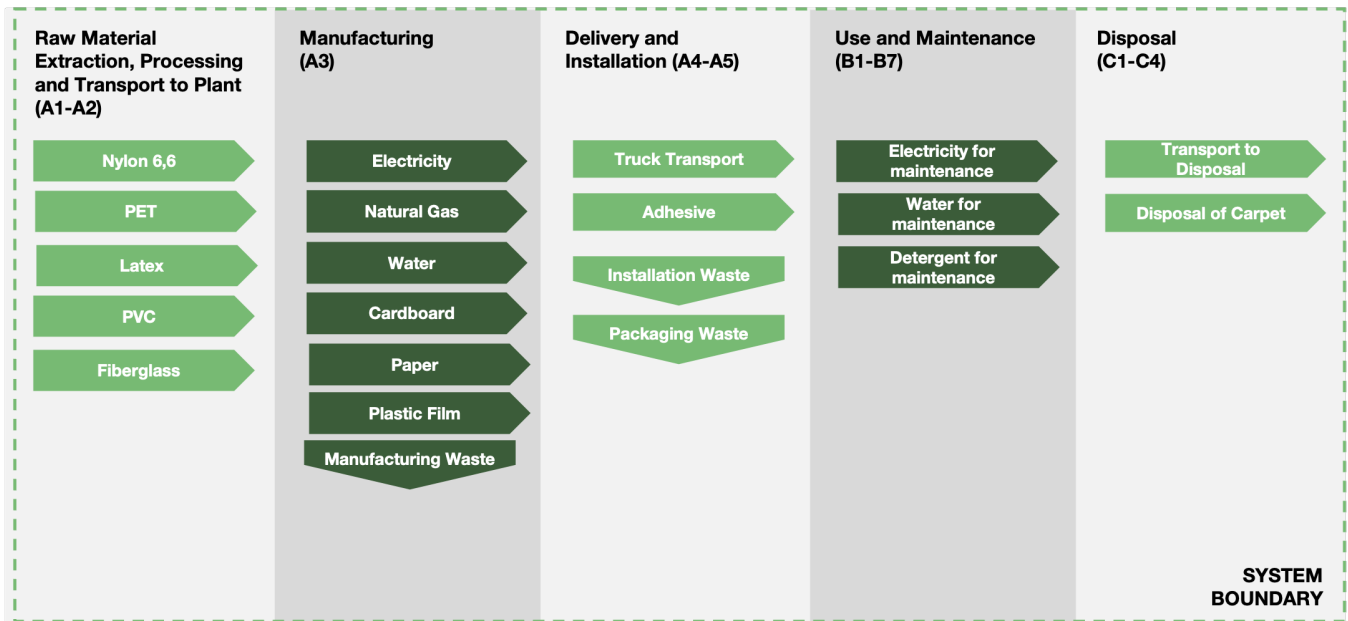 Raw Material
Extraction, Processing
and Transport to Plant
(A1-A2)
Nylon 6,6
PET
Latex
PVC
Fiberglass
Manufacturing
(A3)
Electricity
Natural Gas
Water
Cardboard
Paper
Plastic Film
Manufacturing Waste
Delivery and
Installation (A4-A5)
Truck Transport
Adhesive
Installation Waste
Packaging Waste
Use and Maintenance
(B1-B7)
Electricity for
maintenance
Water for
maintenance
Detergent for
maintenance
Disposal
(C1-C4)
Transport to
Disposal
Disposal of Carpet
SYSTEM
BOUNDARY